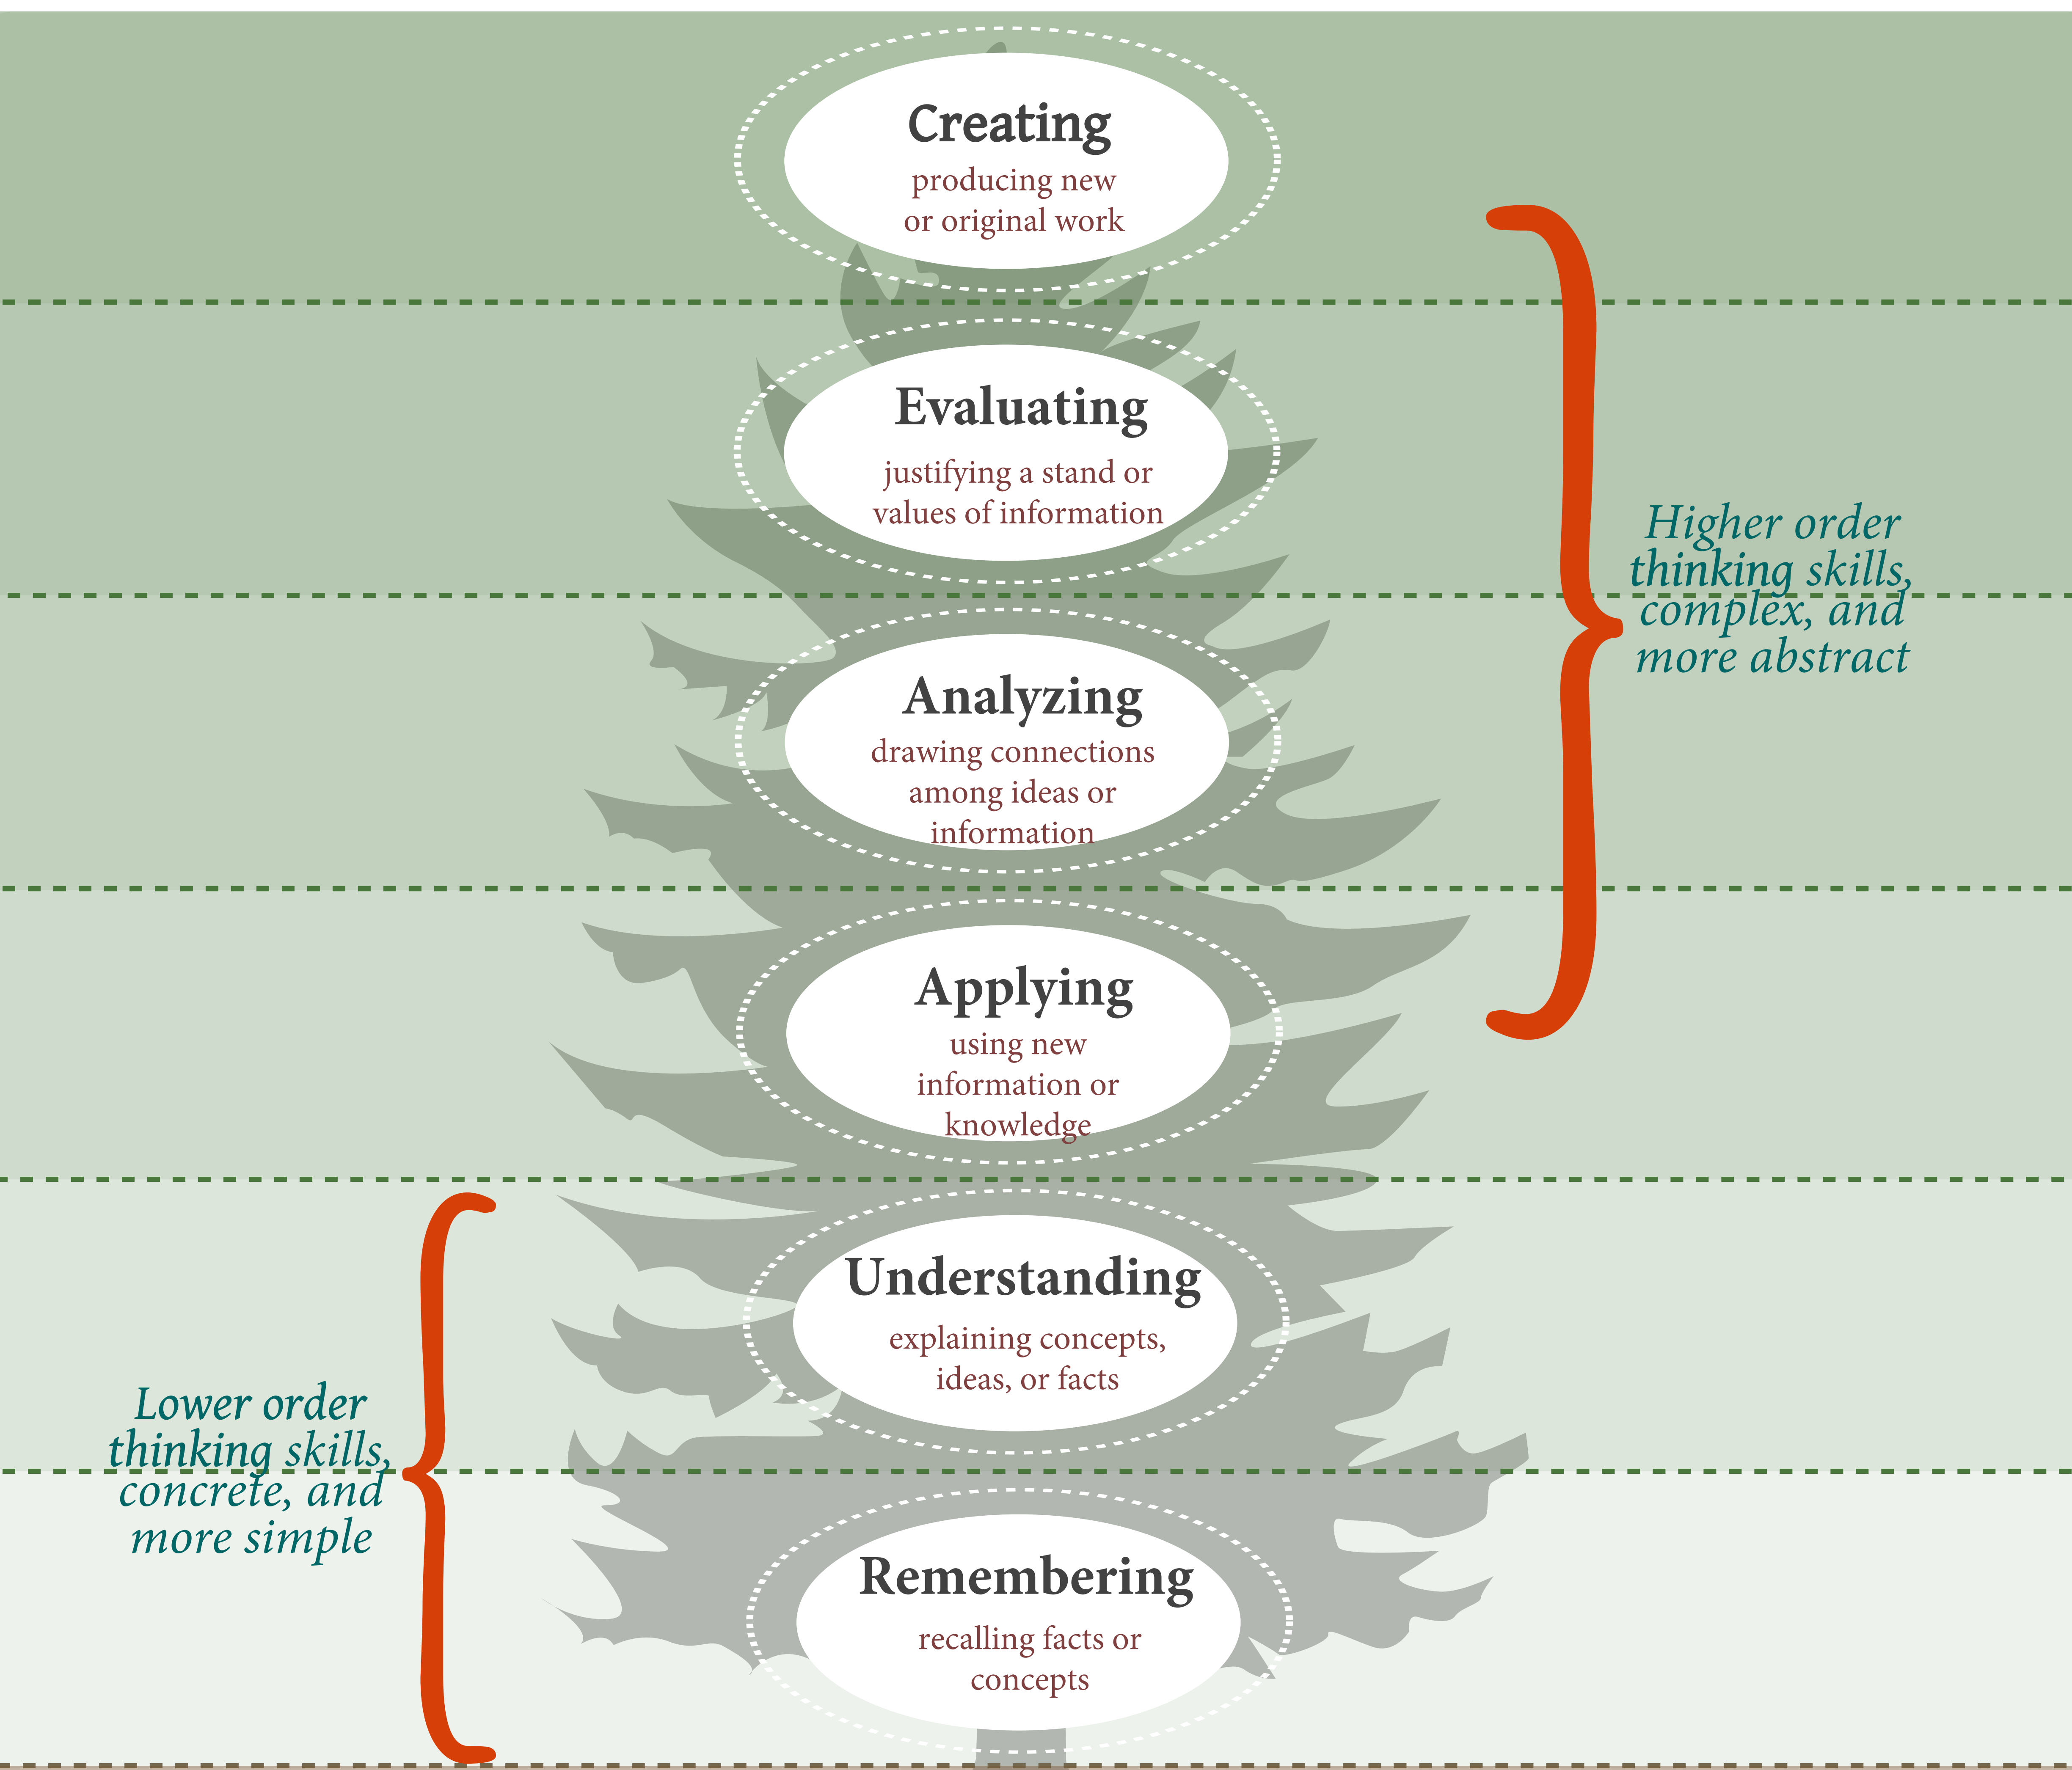 Creating
producing new
or original work
Evaluating
justifying a stand or
values of information
Higher order
thinking skills,
complex, and
more abstract
Analyzing
drawing connections
among ideas or
information
Applying
using new
information or
knowledge
Understanding
explaining concepts,
ideas, or facts
Lower order
thinking skills,
concrete, and
more simple
Remembering
recalling facts or
concepts